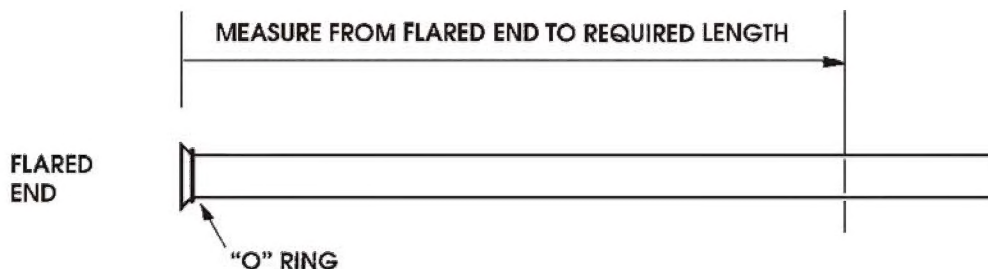 MEASURE FROM FLARED END TO REQUIRED LENGTH
FLARED
END
"O" RING